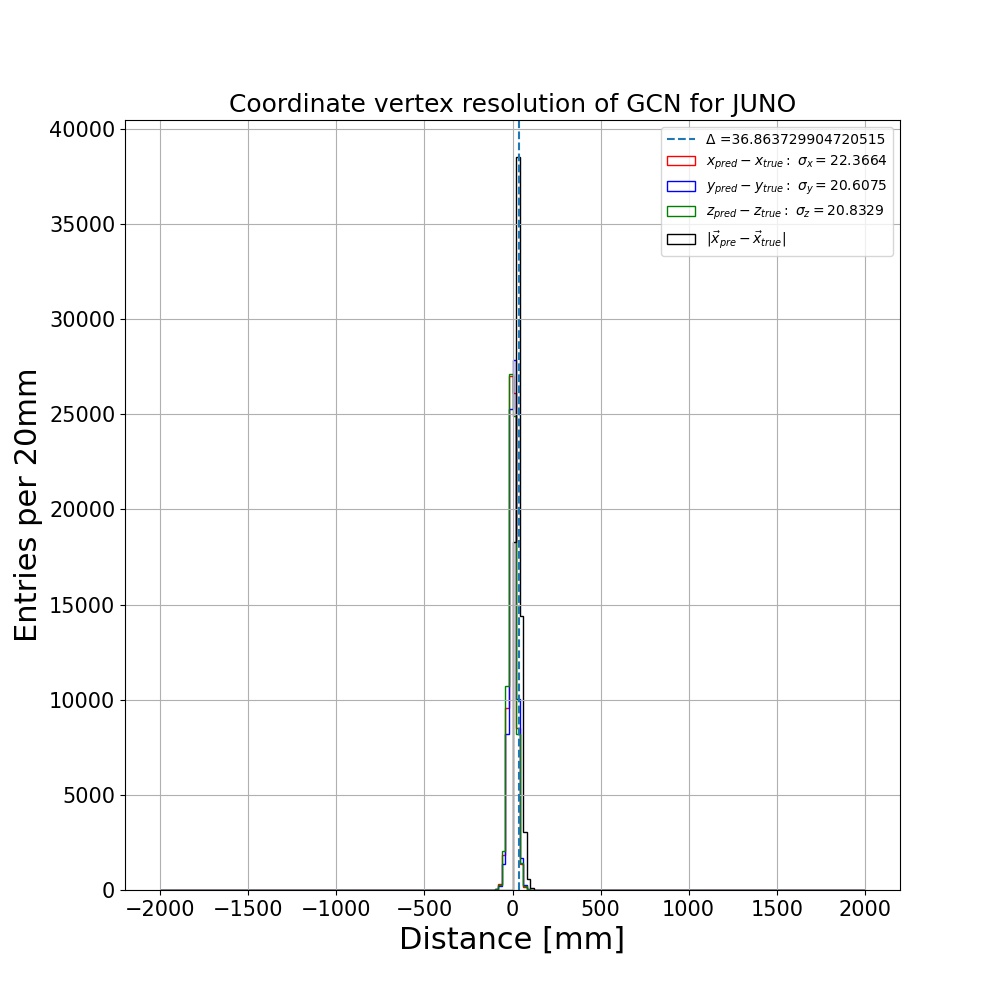 Coordinate vertex resolution of GCN for JUNO
Δ =36.863729904720515
x_pred − x_true : σ_x = 22.3664
y_pred − y_true : σ_y = 20.6075
z_pred − z_true : σ_z = 20.8329
|x⃗_pre − x⃗_true|
40000
35000
30000
25000
20000
15000
10000
5000
0
Entries per 20mm
−2000 −1500 −1000 −500 0 500 1000 1500 2000
Distance [mm]